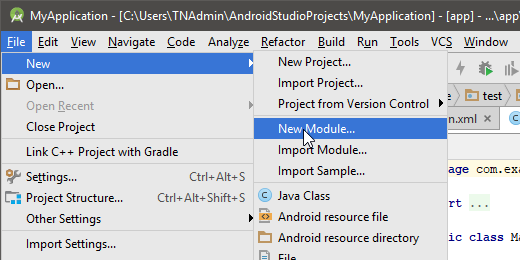 MyApplication - [C:\Users\TNAdmin\AndroidStudioProjects\MyApplication] - [app] - ...\app
File Edit View Navigate Code Analyze Refactor Build Run Tools VCS Window
New
Open...
Open Recent
Close Project
Link C++ Project with Gradle
Settings... Ctrl+Alt+S
Project Structure... Ctrl+Alt+Shift+S
Other Settings
Import Settings...
New Project...
Import Project...
Project from Version Control
New Module...
Import Module...
Import Sample...
Java Class
Android resource file
Android resource directory
File
test
n.xml
age com.exa
rt ...
ic class Ma